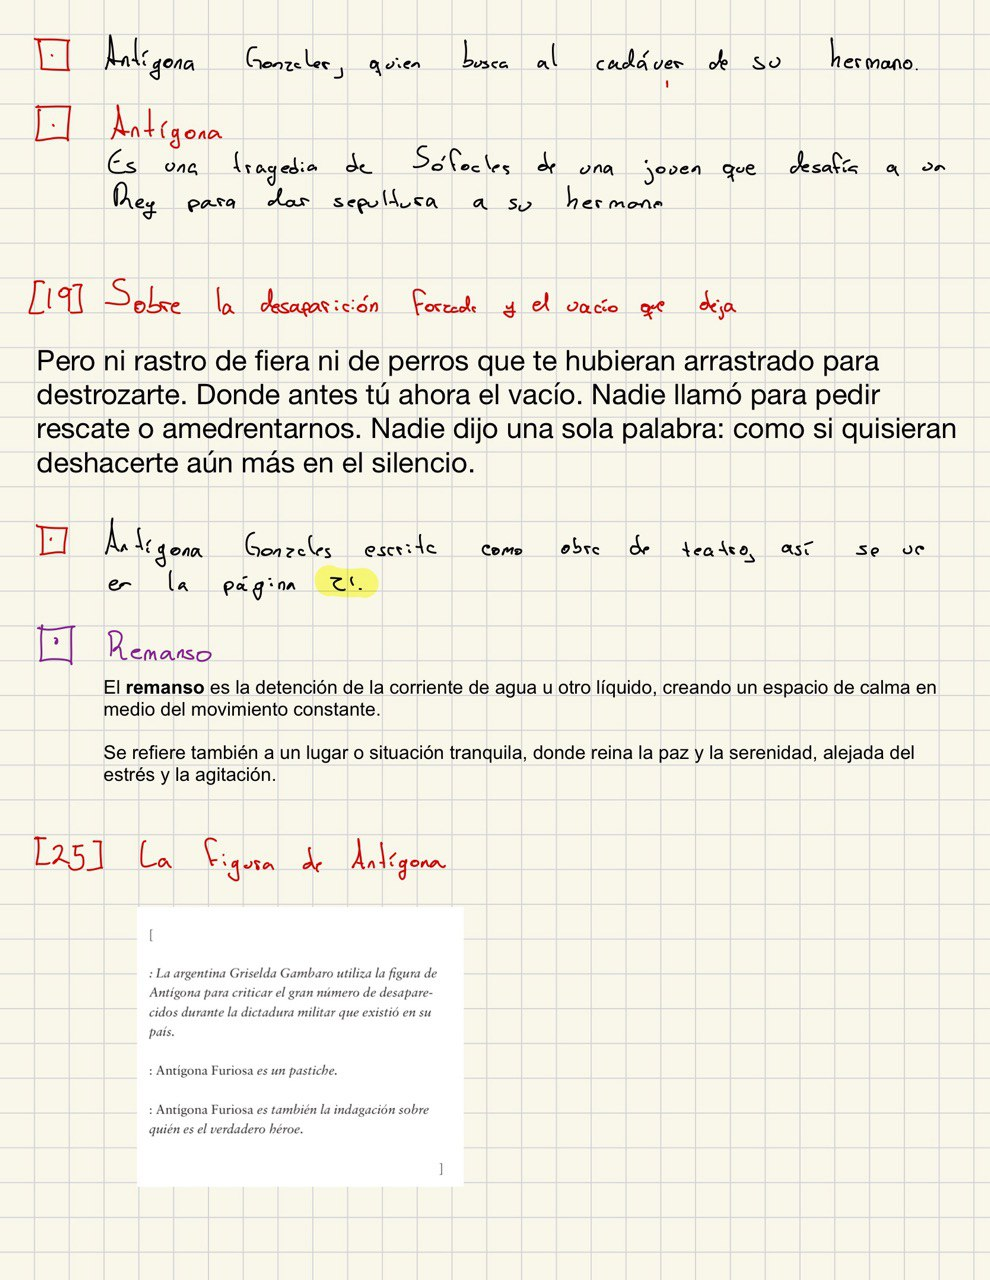 Antígona Gonzales, quien busca al cadáver de su hermano.
Antígona
Es una tragedia de Sófocles de una joven que desafía a un
Rey para dar sepultura a su hermano
[19] Sobre la desaparición forzada y el vacío que deja
Pero ni rastro de fiera ni de perros que te hubieran arrastrado para
destrozarte. Donde antes tú ahora el vacío. Nadie llamó para pedir
rescate o amedrentarnos. Nadie dijo una sola palabra: como si quisieran
deshacerte aún más en el silencio.
Antígona Gonzales escrita como obra de teatro, así se ve
en la página 21.
Remanso
El remanso es la detención de la corriente de agua u otro líquido, creando un espacio de calma en
medio del movimiento constante.
Se refiere también a un lugar o situación tranquila, donde reina la paz y la serenidad, alejada del
estrés y la agitación.
[25] La figura de Antígona
[
: La argentina Griselda Gambaro utiliza la figura de
Antígona para criticar el gran número de desapare-
cidos durante la dictadura militar que existió en su
país.
: Antígona Furiosa es un pastiche.
: Antígona Furiosa es también la indagación sobre
quién es el verdadero héroe.
]